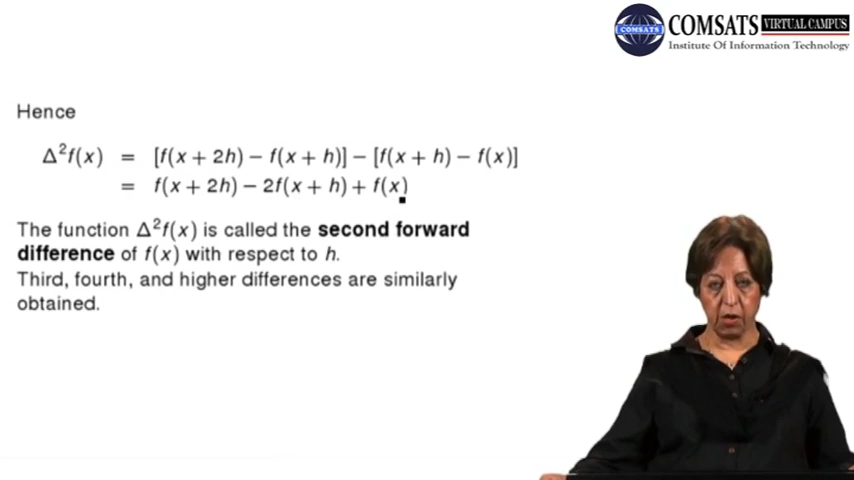 COMSATS VIRTUAL CAMPUS
COMSATS
Institute Of Information Technology
Hence
Δ²f(x) = [f(x + 2h) − f(x + h)] − [f(x + h) − f(x)]
= f(x + 2h) − 2f(x + h) + f(x)
The function Δ²f(x) is called the second forward
difference of f(x) with respect to h.
Third, fourth, and higher differences are similarly
obtained.